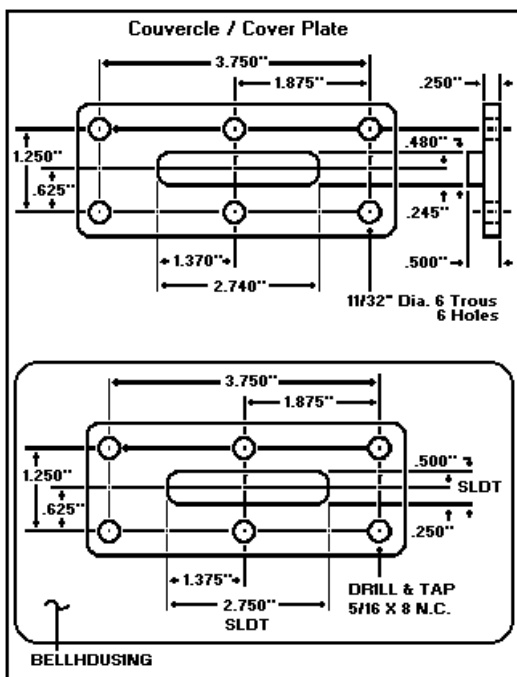 Couvercle / Cover Plate
3.750"
1.875"
.250"
1.250"
.625"
.480"
.245"
1.370"
2.740"
.500"
11/32" Dia. 6 Trous
6 Holes
3.750"
1.875"
1.250"
.625"
.500"
SLDT
.250"
1.375"
2.750"
SLDT
DRILL & TAP
5/16 X 8 N.C.
BELLHDUSING